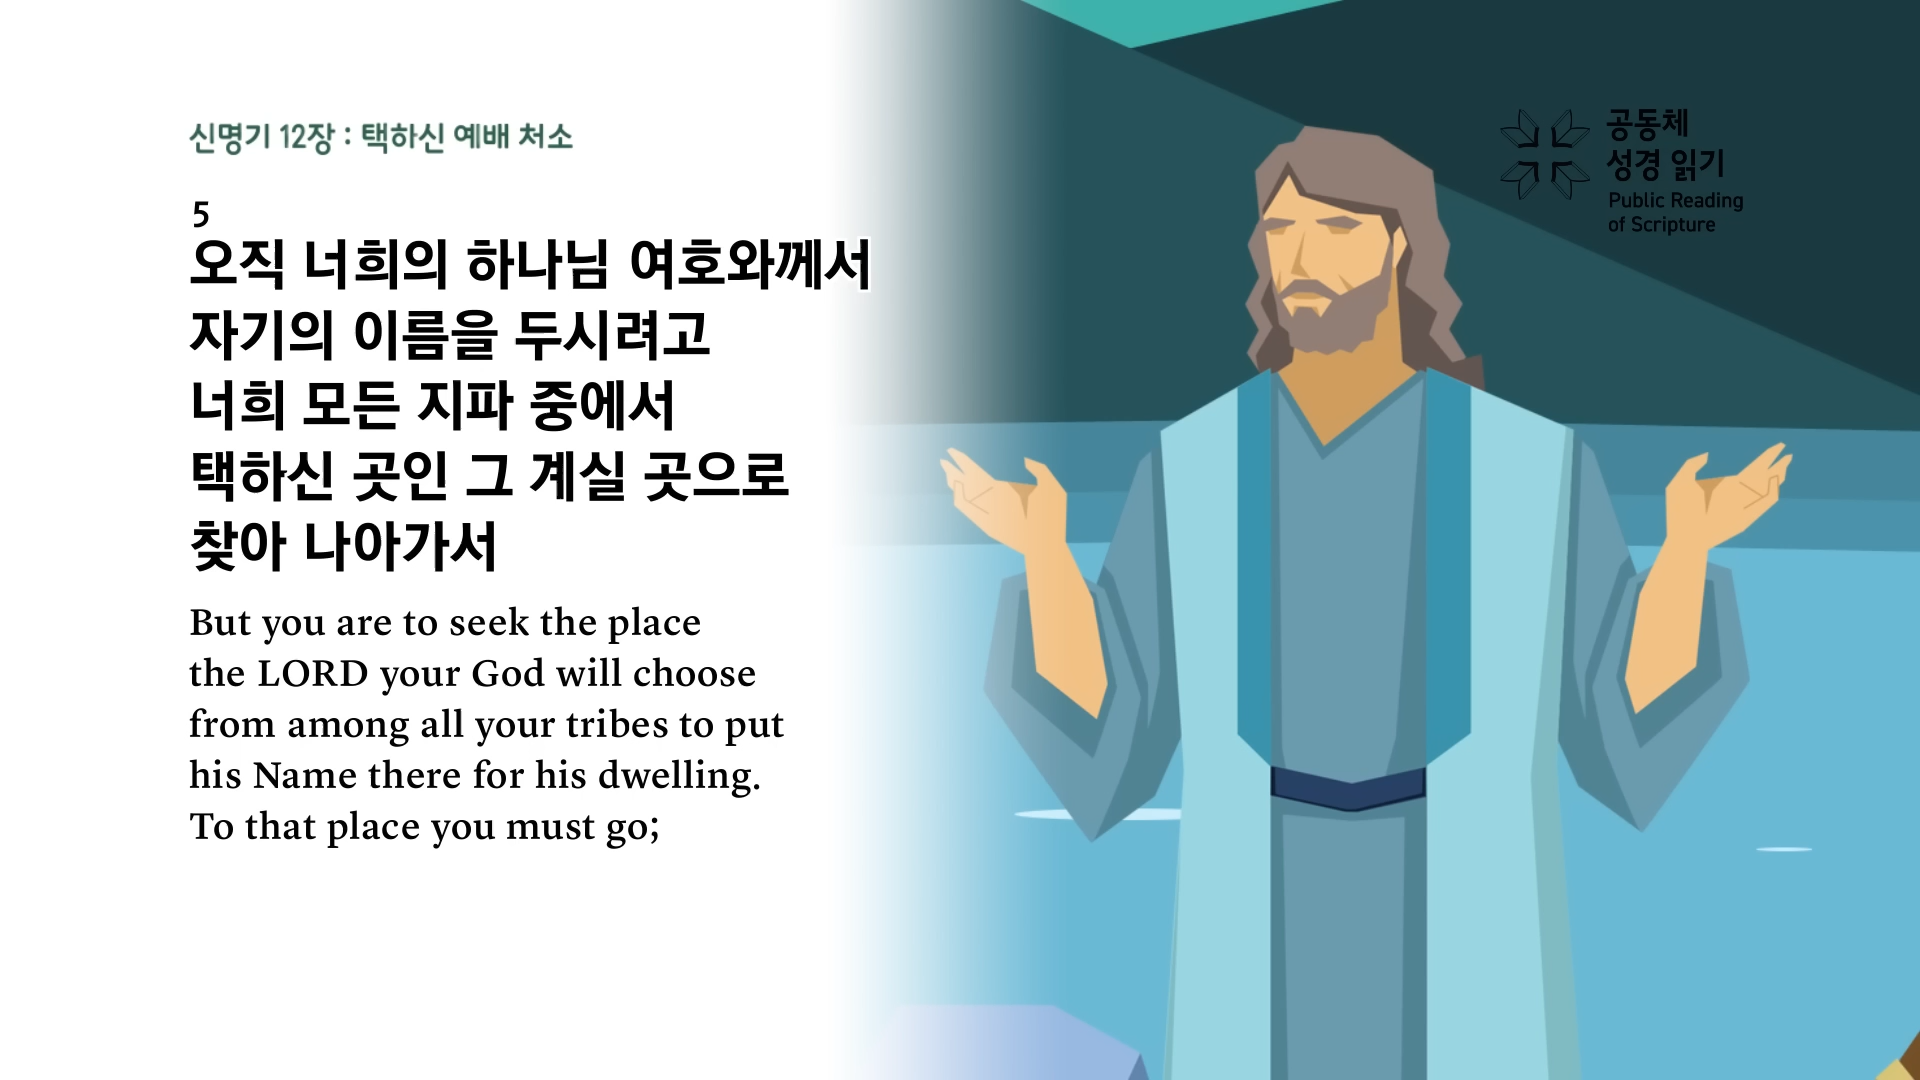 신명기 12장 : 택하신 예배 처소
5
오직 너희의 하나님 여호와께서
자기의 이름을 두시려고
너희 모든 지파 중에서
택하신 곳인 그 계실 곳으로
찾아 나아가서
But you are to seek the place
the LORD your God will choose
from among all your tribes to put
his Name there for his dwelling.
To that place you must go;
공동체
성경 읽기
Public Reading
of Scripture